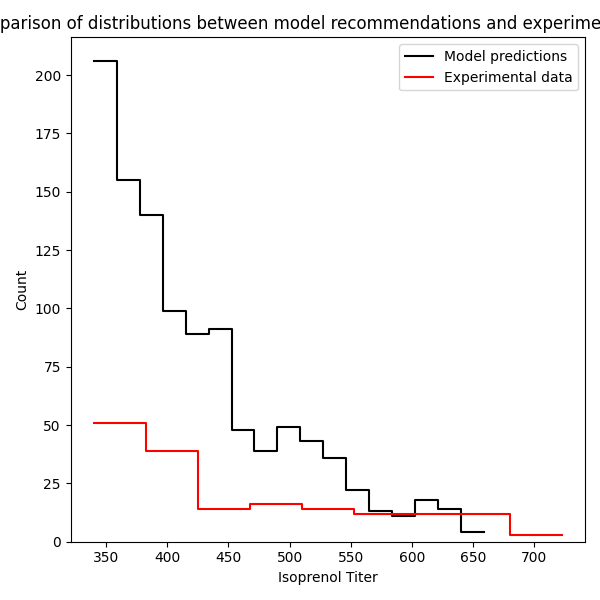 parison of distributions between model recommendations and experime
Model predictions
Experimental data
200
175
150
125
100
75
50
25
0
Count
350 400 450 500 550 600 650 700
Isoprenol Titer